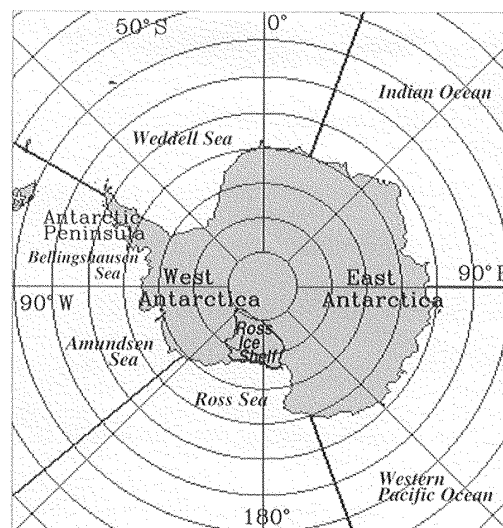 50°S
0°
Indian Ocean
Weddell Sea
Antarctic
Peninsula
Bellingshausen
Sea
West
Antarctica
East
Antarctica
90°E
90°W
Ross
Ice
Shelf
Amundsen
Sea
Ross Sea
Western
Pacific Ocean
180°